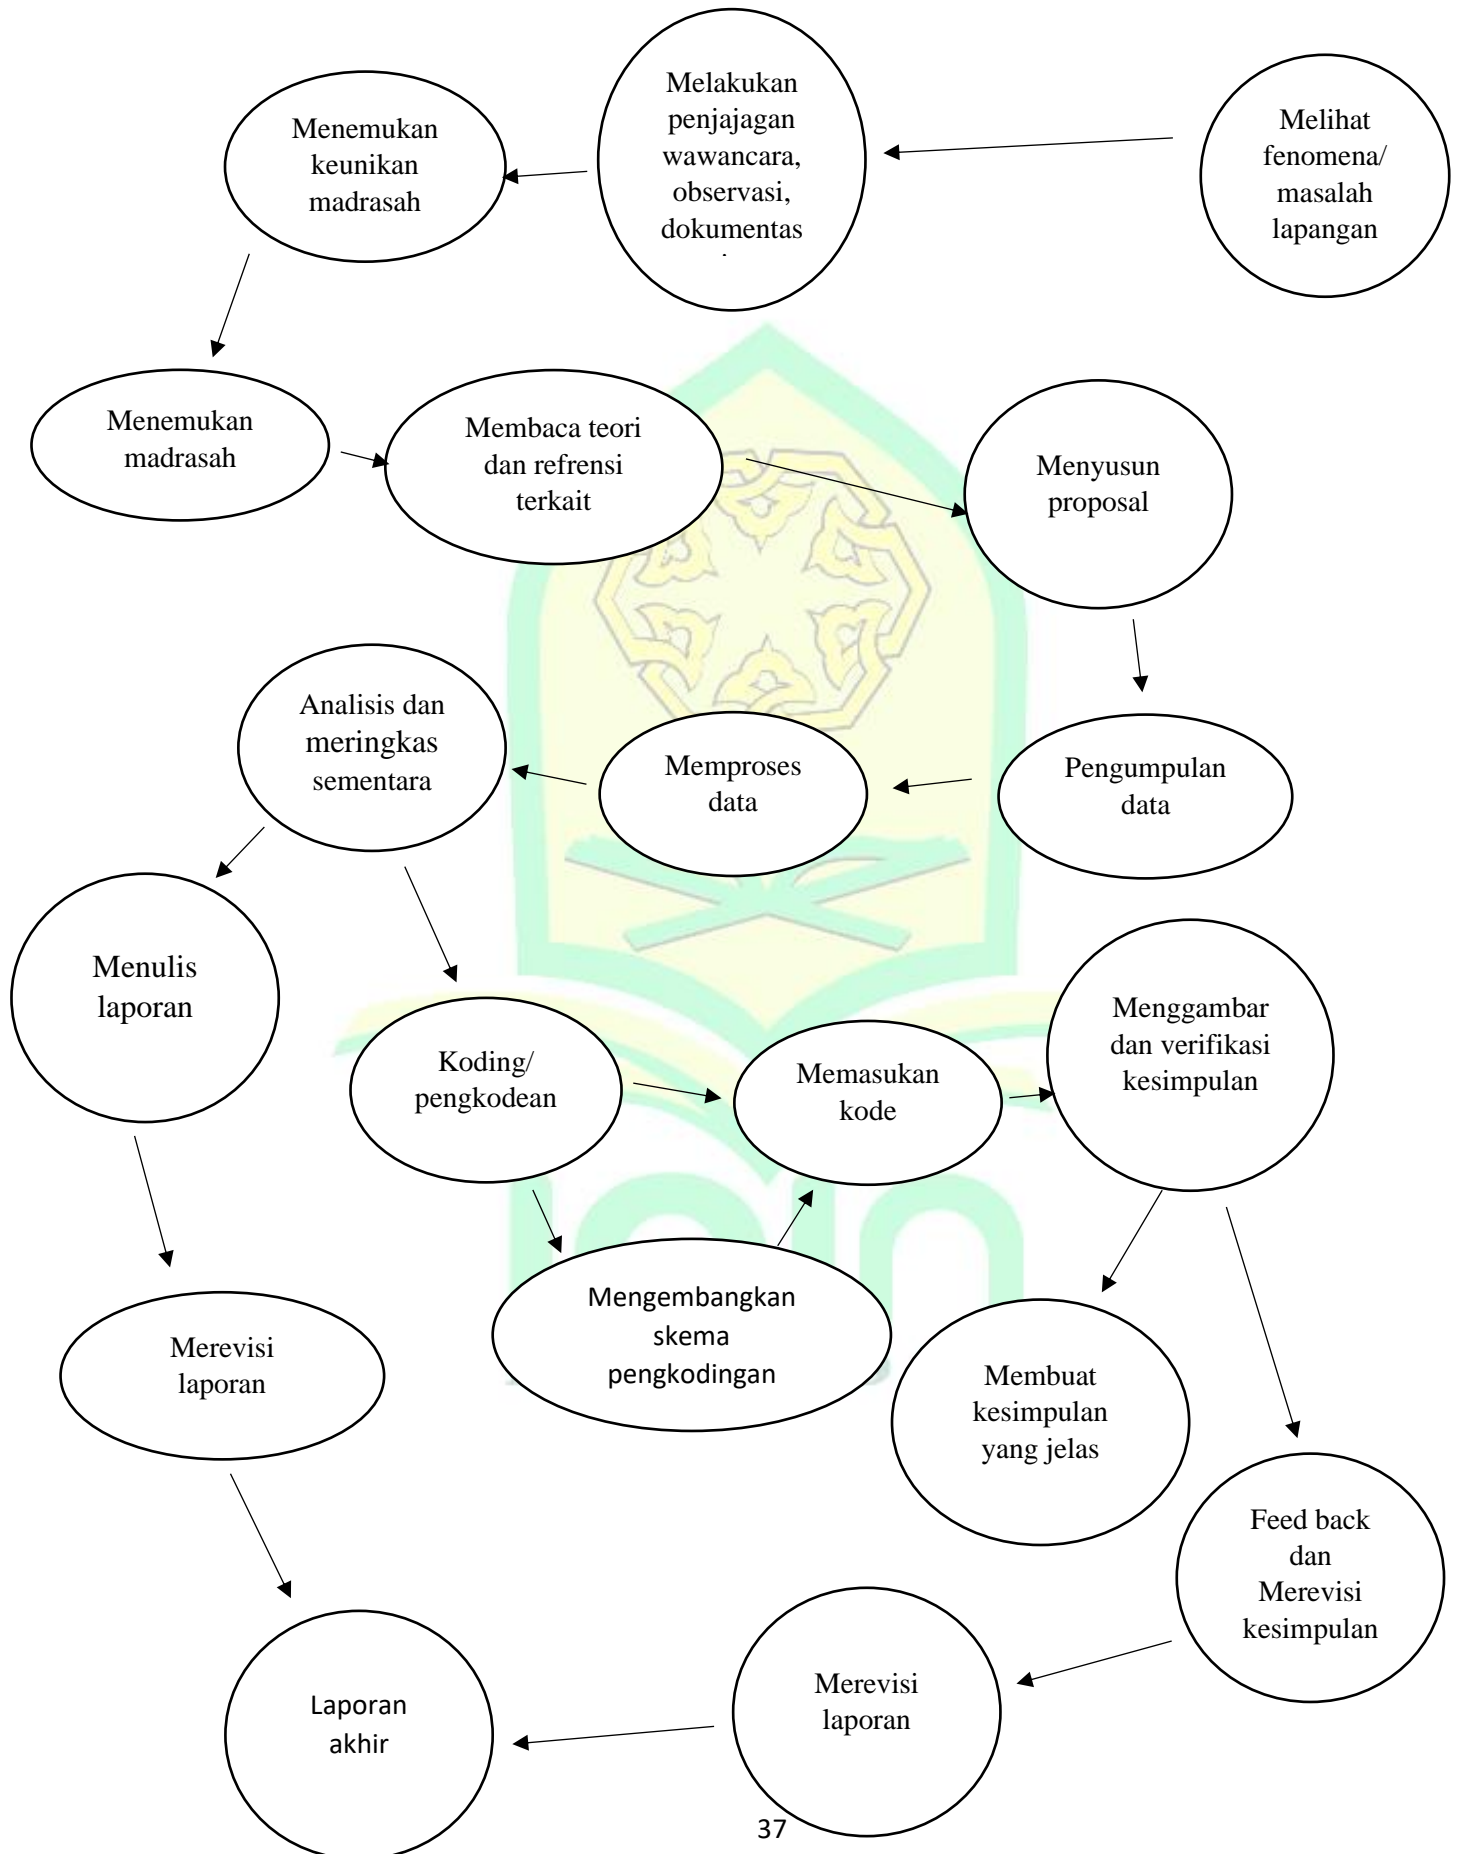 Melihat
fenomena/
masalah
lapangan
Melakukan
penjajagan
wawancara,
observasi,
dokumentas
Menemukan
keunikan
madrasah
Menemukan
madrasah
Membaca teori
dan refrensi
terkait
Menyusun
proposal
Pengumpulan
data
Memproses
data
Analisis dan
meringkas
sementara
Menulis
laporan
Koding/
pengkodean
Memasukan
kode
Menggambar
dan verifikasi
kesimpulan
Mengembangkan
skema
pengkodingan
Merevisi
laporan
Membuat
kesimpulan
yang jelas
Feed back
dan
Merevisi
kesimpulan
Merevisi
laporan
Laporan
akhir
37
iain